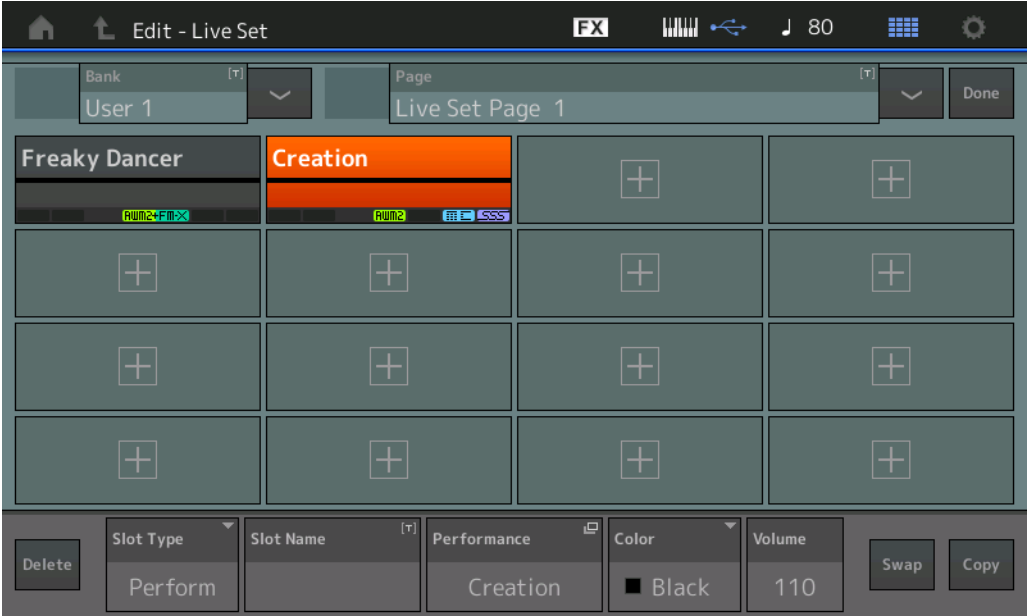 Edit - Live Set FX 80
Bank [T] Page [T]
User 1 Live Set Page 1 Done
Freaky Dancer Creation
AWM2+FM-X AWM2 SSS
Slot Type Slot Name [T] Performance Color Volume
Delete Swap Copy
Perform Creation Black 110